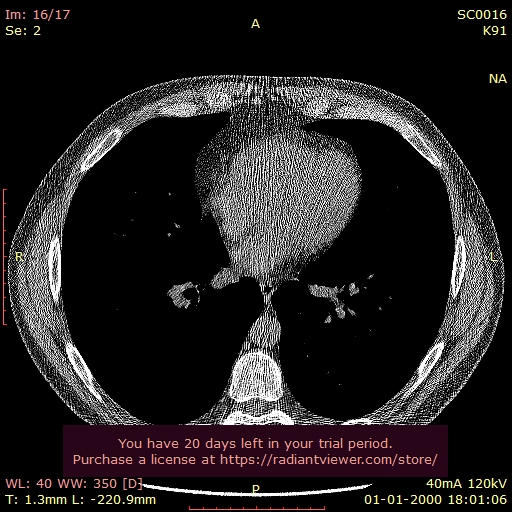 Im: 16/17
Se: 2
A
SC0016
K91
NA
R
L
You have 20 days left in your trial period.
Purchase a license at https://radiantviewer.com/store/
WL: 40 WW: 350 [D]
T: 1.3mm L: -220.9mm
P
40mA 120kV
01-01-2000 18:01:06